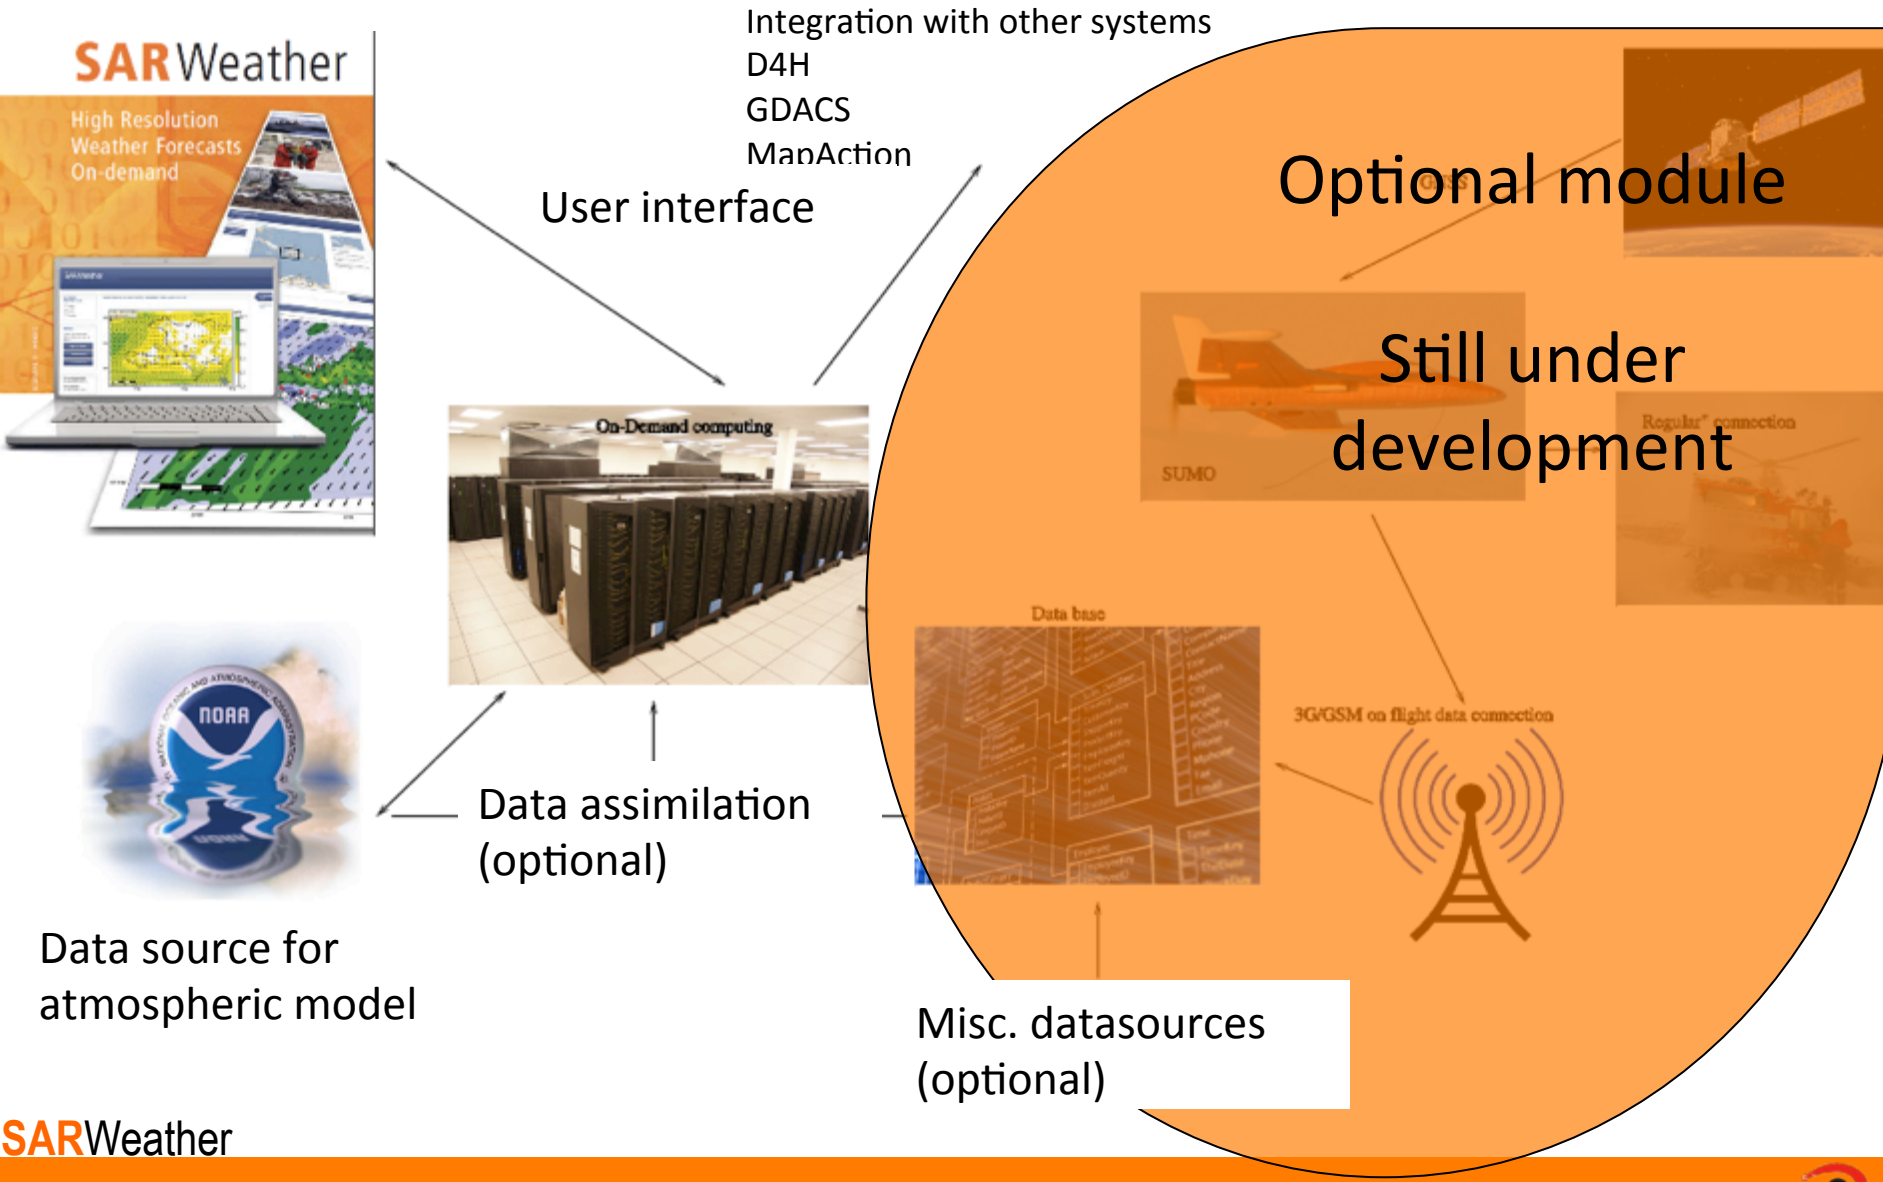 Integration with other systems
D4H
GDACS
MapAction
SARWeather
High Resolution
Weather Forecasts
On-demand
User interface
Optional module
GNSS
Still under
development
On-Demand computing
SUMO
Regular" connection
Data base
3G/GSM on flight data connection
NOAA
Data assimilation
(optional)
Data source for
atmospheric model
Misc. datasources
(optional)
SARWeather